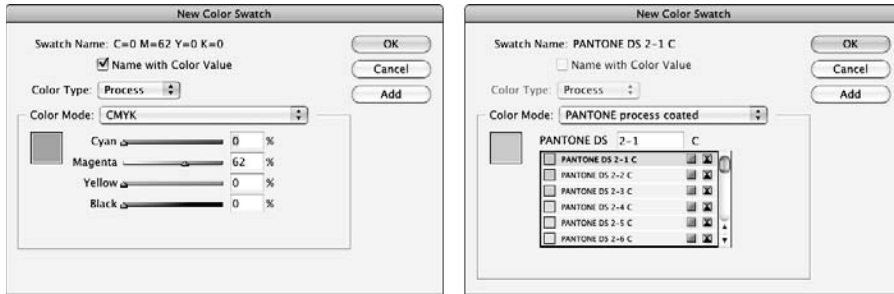 New Color Swatch
Swatch Name: C=0 M=62 Y=0 K=0
Name with Color Value
Color Type: Process
Color Mode: CMYK
Cyan 0 %
Magenta 62 %
Yellow 0 %
Black 0 %
OK
Cancel
Add
New Color Swatch
Swatch Name: PANTONE DS 2-1 C
Name with Color Value
Color Type: Process
Color Mode: PANTONE process coated
PANTONE DS 2-1 C
PANTONE DS 2-1 C
PANTONE DS 2-2 C
PANTONE DS 2-3 C
PANTONE DS 2-4 C
PANTONE DS 2-5 C
PANTONE DS 2-6 C
OK
Cancel
Add